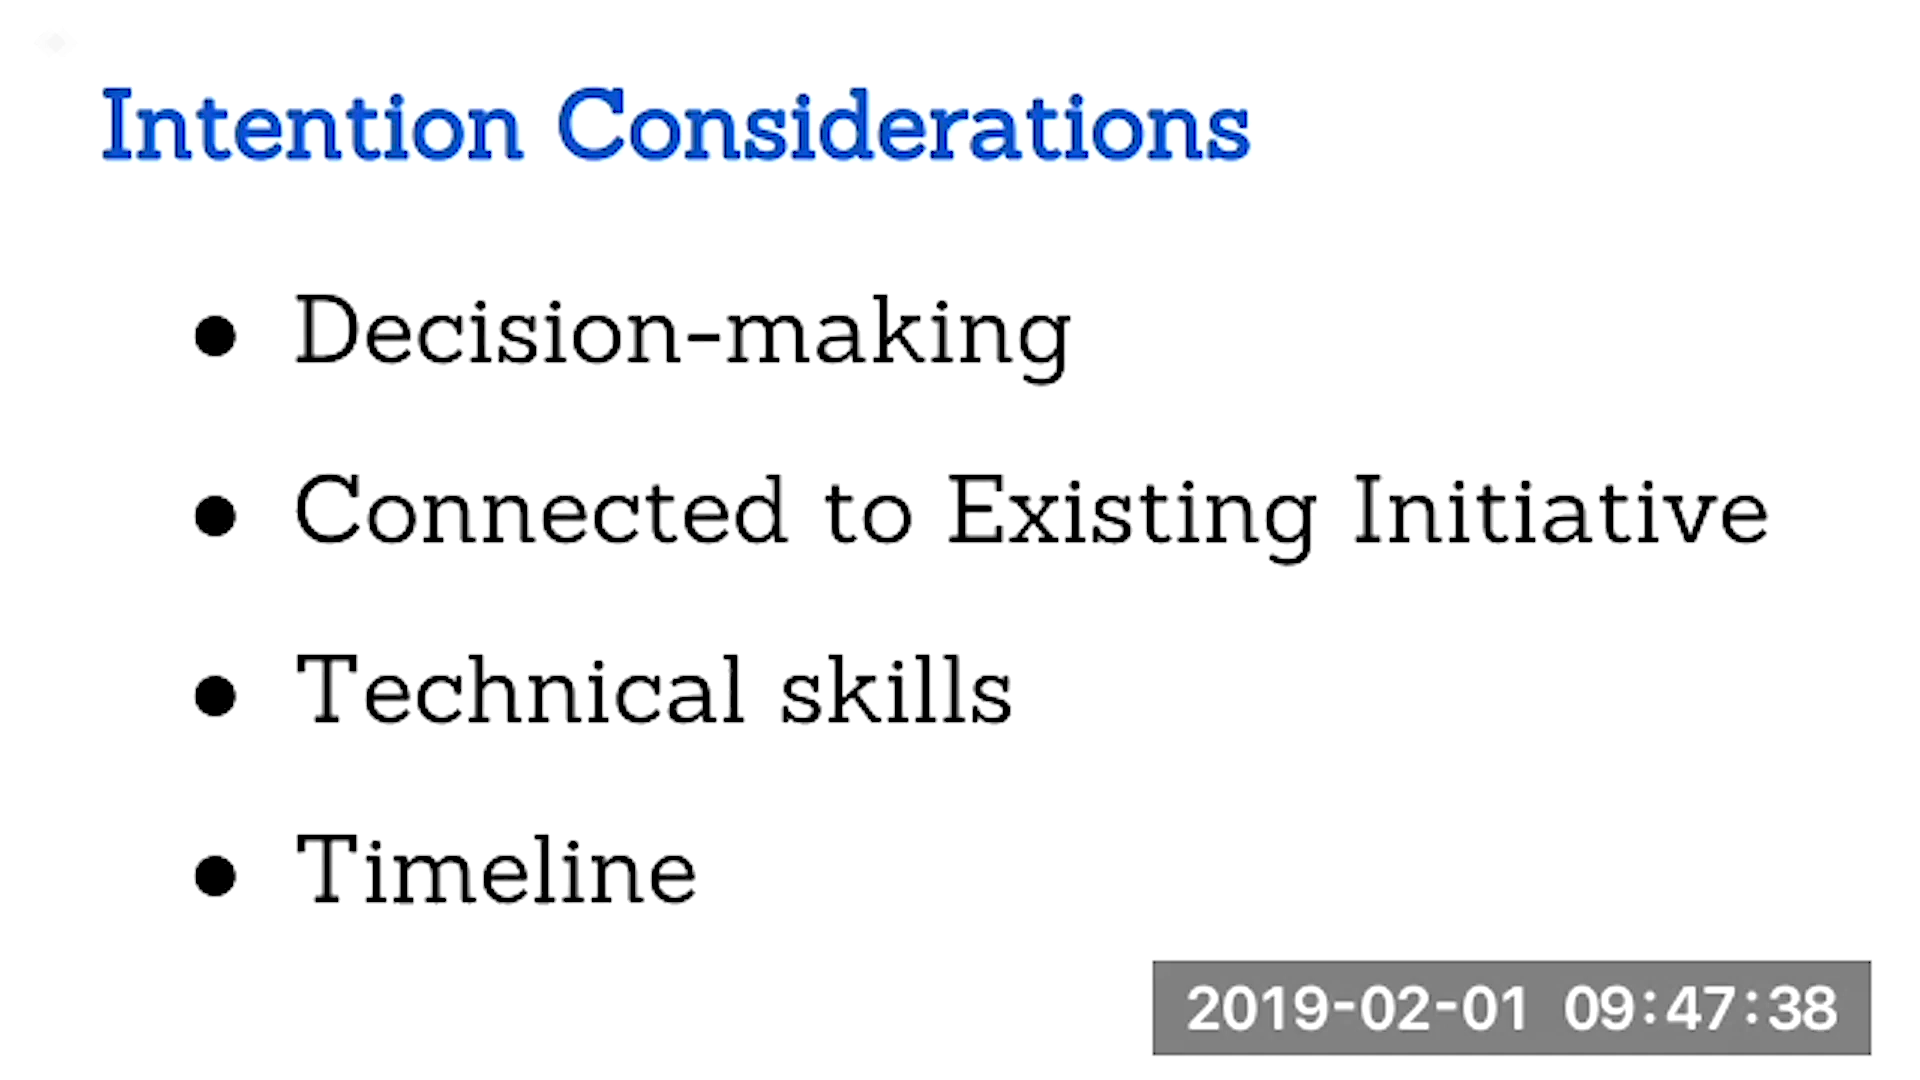 Intention Considerations
● Decision-making
● Connected to Existing Initiative
● Technical skills
● Timeline
2019-02-01 09:47:38